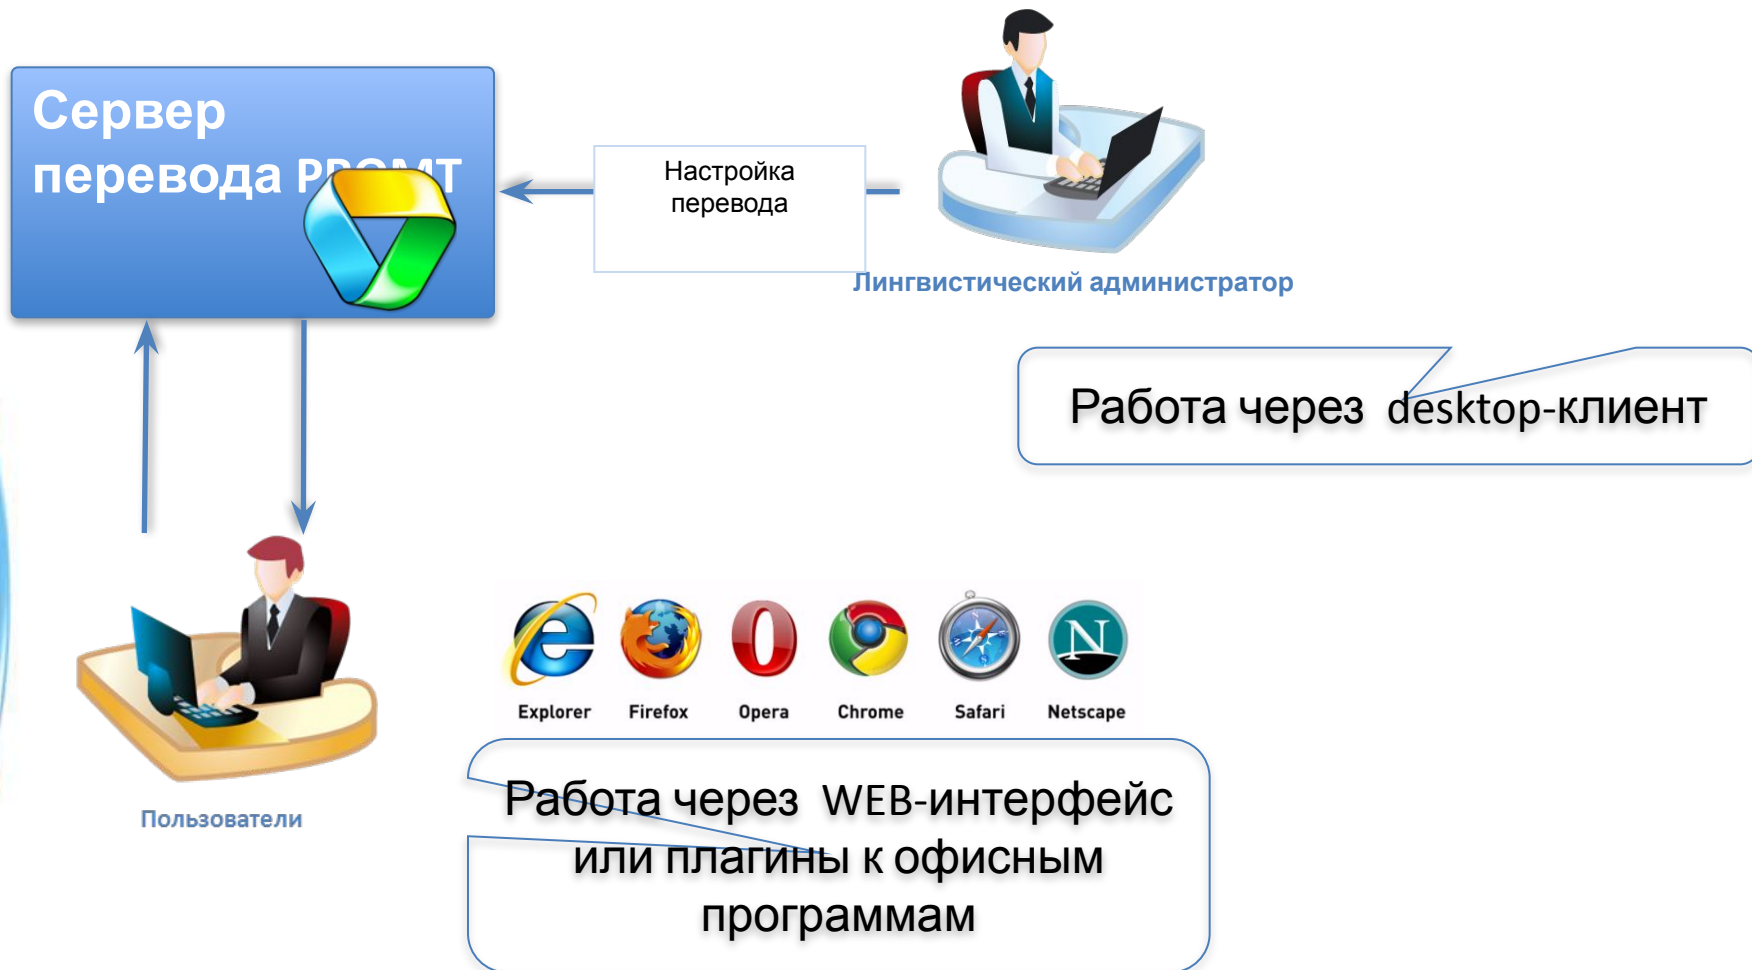 Сервер
перевода PROMT
Настройка
перевода
Лингвистический администратор
Работа через desktop-клиент
Explorer Firefox Opera Chrome Safari Netscape
Работа через WEB-интерфейс
или плагины к офисным
программам
Пользователи